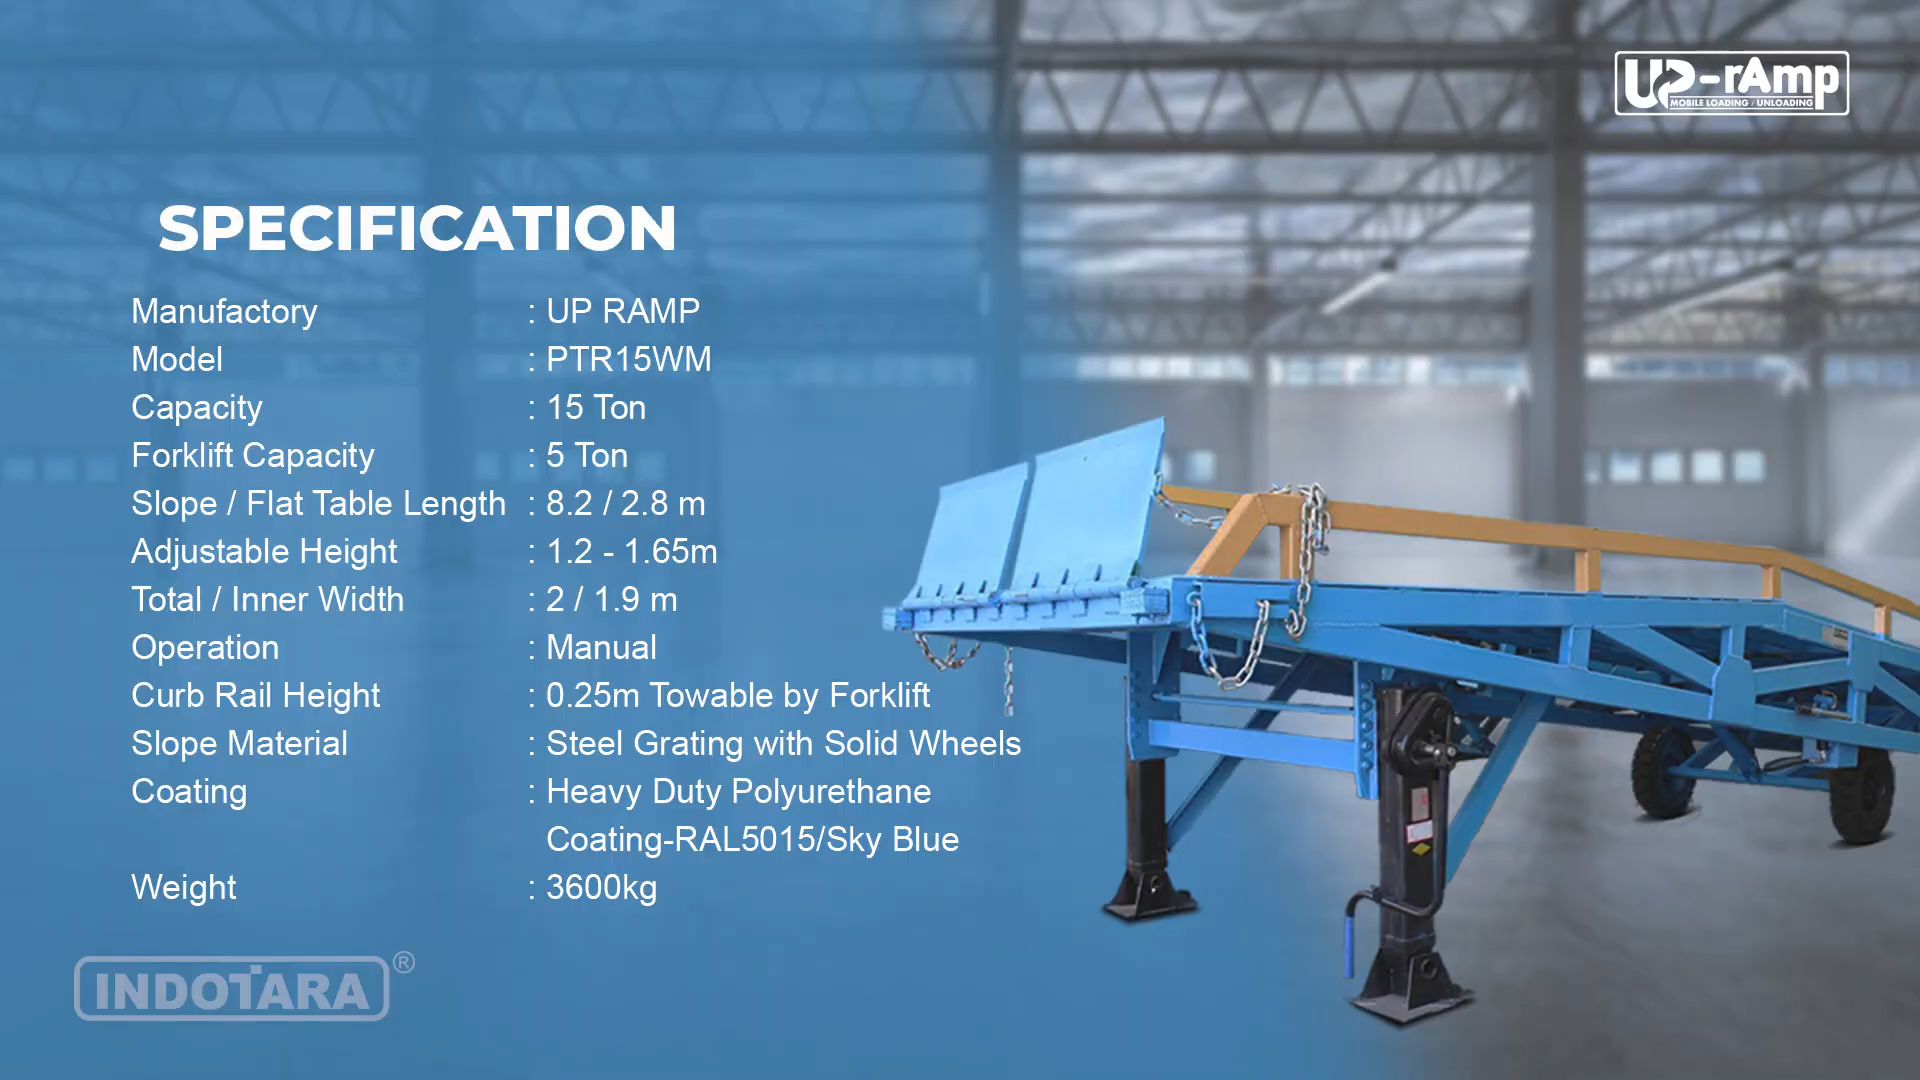 UP-rAmp
MOBILE LOADING / UNLOADING
SPECIFICATION
Manufactory : UP RAMP
Model : PTR15WM
Capacity : 15 Ton
Forklift Capacity : 5 Ton
Slope / Flat Table Length : 8.2 / 2.8 m
Adjustable Height : 1.2 - 1.65m
Total / Inner Width : 2 / 1.9 m
Operation : Manual
Curb Rail Height : 0.25m Towable by Forklift
Slope Material : Steel Grating with Solid Wheels
Coating : Heavy Duty Polyurethane
Coating-RAL5015/Sky Blue
Weight : 3600kg
INDOTARA®